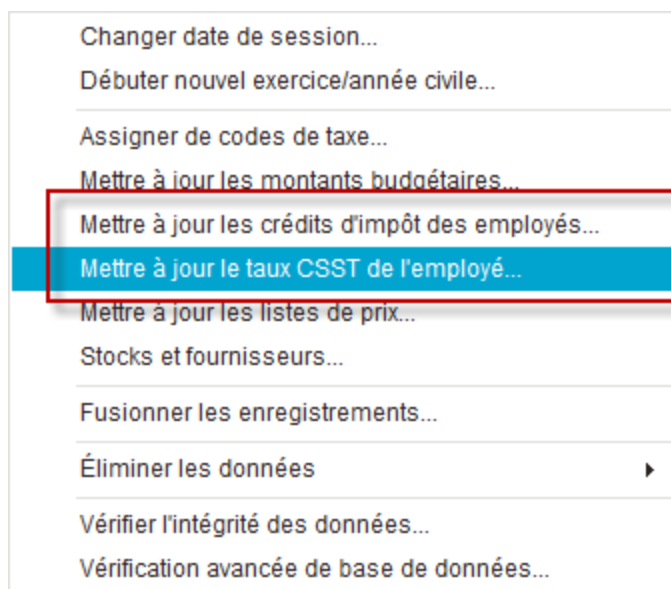 Changer date de session...
Débuter nouvel exercice/année civile...
Assigner de codes de taxe...
Mettre à jour les montants budgétaires...
Mettre à jour les crédits d'impôt des employés...
Mettre à jour le taux CSST de l'employé...
Mettre à jour les listes de prix...
Stocks et fournisseurs...
Fusionner les enregistrements...
Éliminer les données
Vérifier l'intégrité des données...
Vérification avancée de base de données...